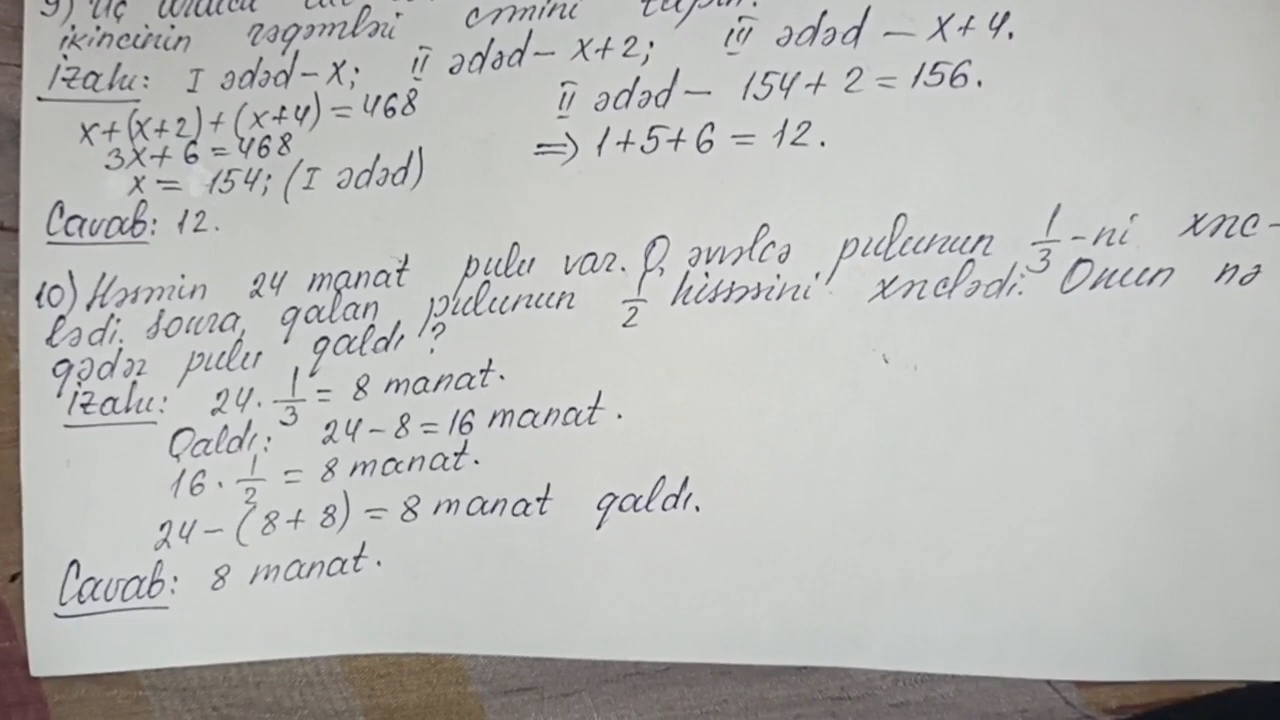 9) Üç
ikincinin rəqəmləri cəmini tapın.
İzahı: I ədəd - x; II ədəd - x+2; III ədəd - x+4.
x+(x+2)+(x+4) = 468 II ədəd - 154+2=156.
3x+6=468 ⇒ 1+5+6 = 12.
x = 154; (I ədəd)
Cavab: 12.
10) 24 manat pulu var. O, əvvəlcə pulunun 1/3-ni xərc-
lədi. Sonra, qalan pulunun 1/2 hissəsini xərclədi. Onun nə
qədər pulu qaldı?
İzahı: 24 · 1/3 = 8 manat.
Qaldı: 24-8=16 manat.
16 · 1/2 = 8 manat.
24-(8+8) = 8 manat qaldı.
Cavab: 8 manat.